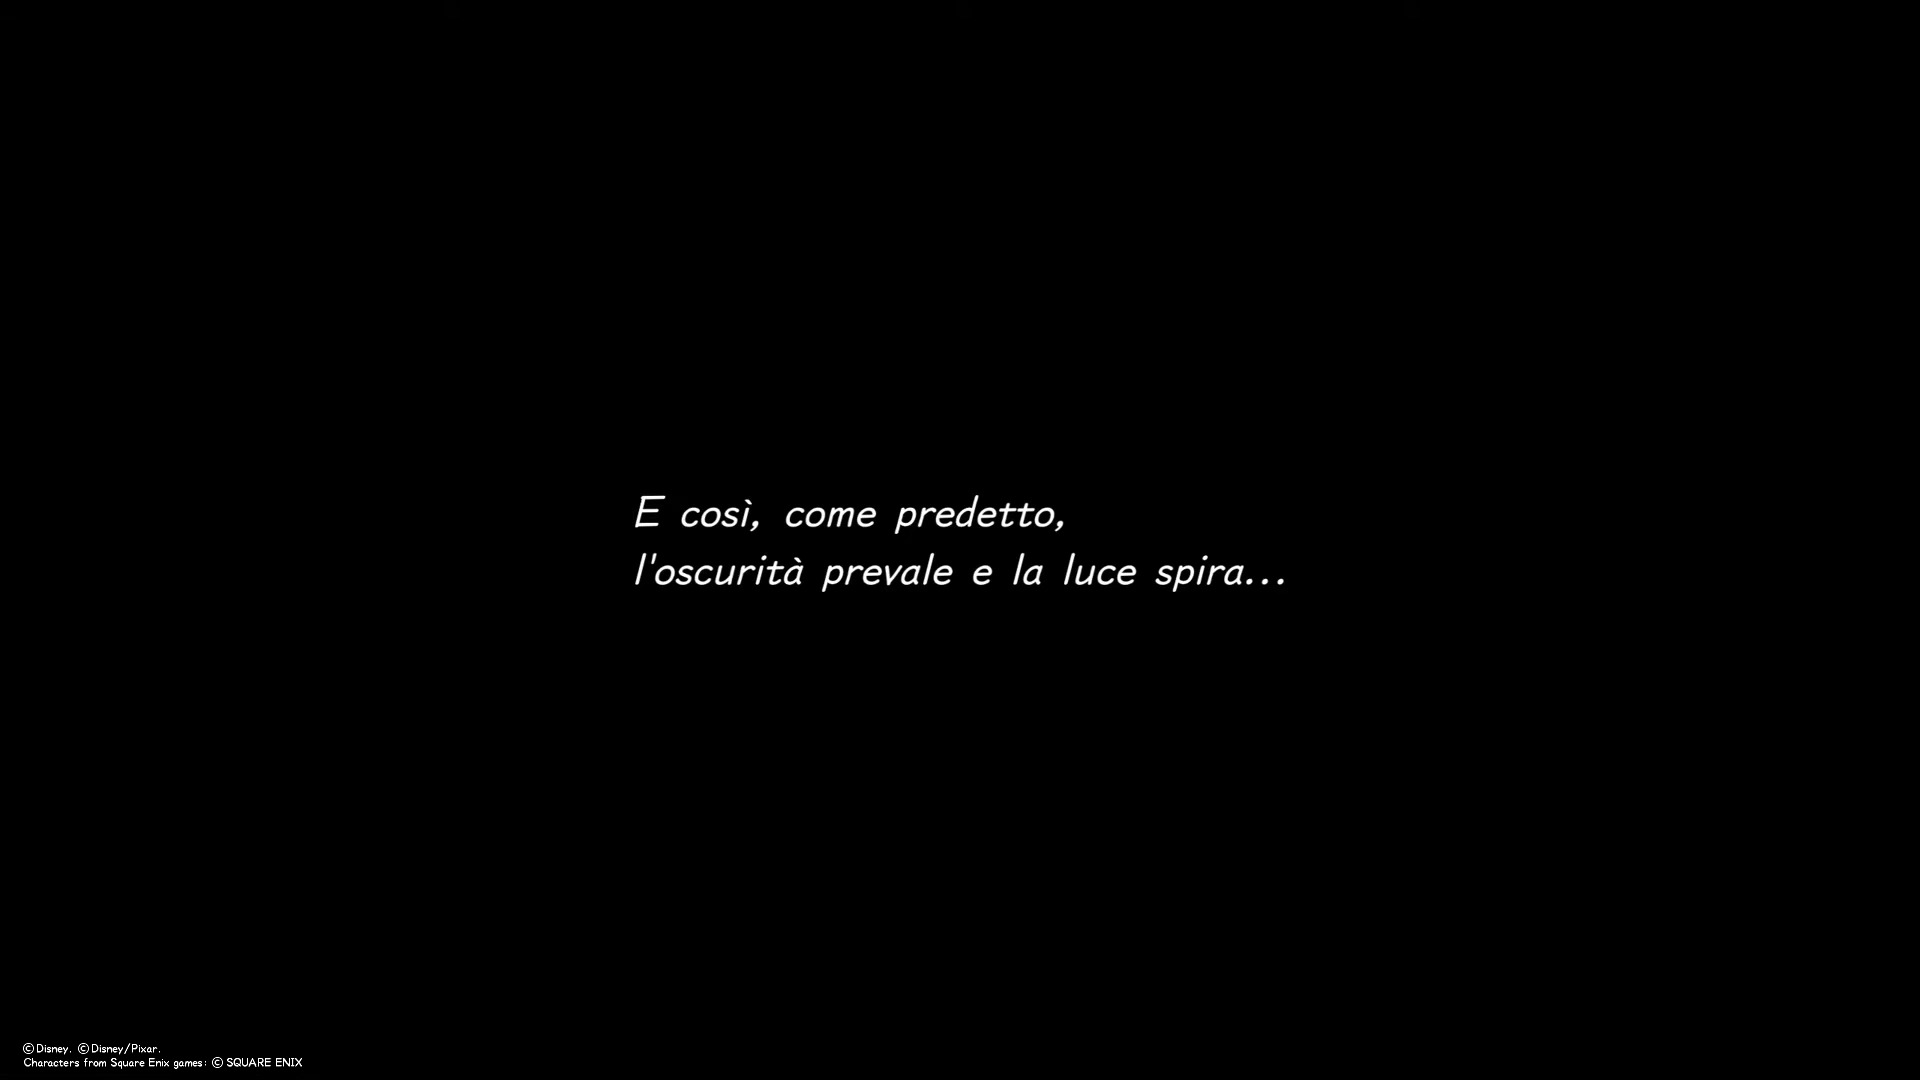 E così, come predetto,
l'oscurità prevale e la luce spira...
©Disney. ©Disney/Pixar.
Characters from Square Enix games: © SQUARE ENIX